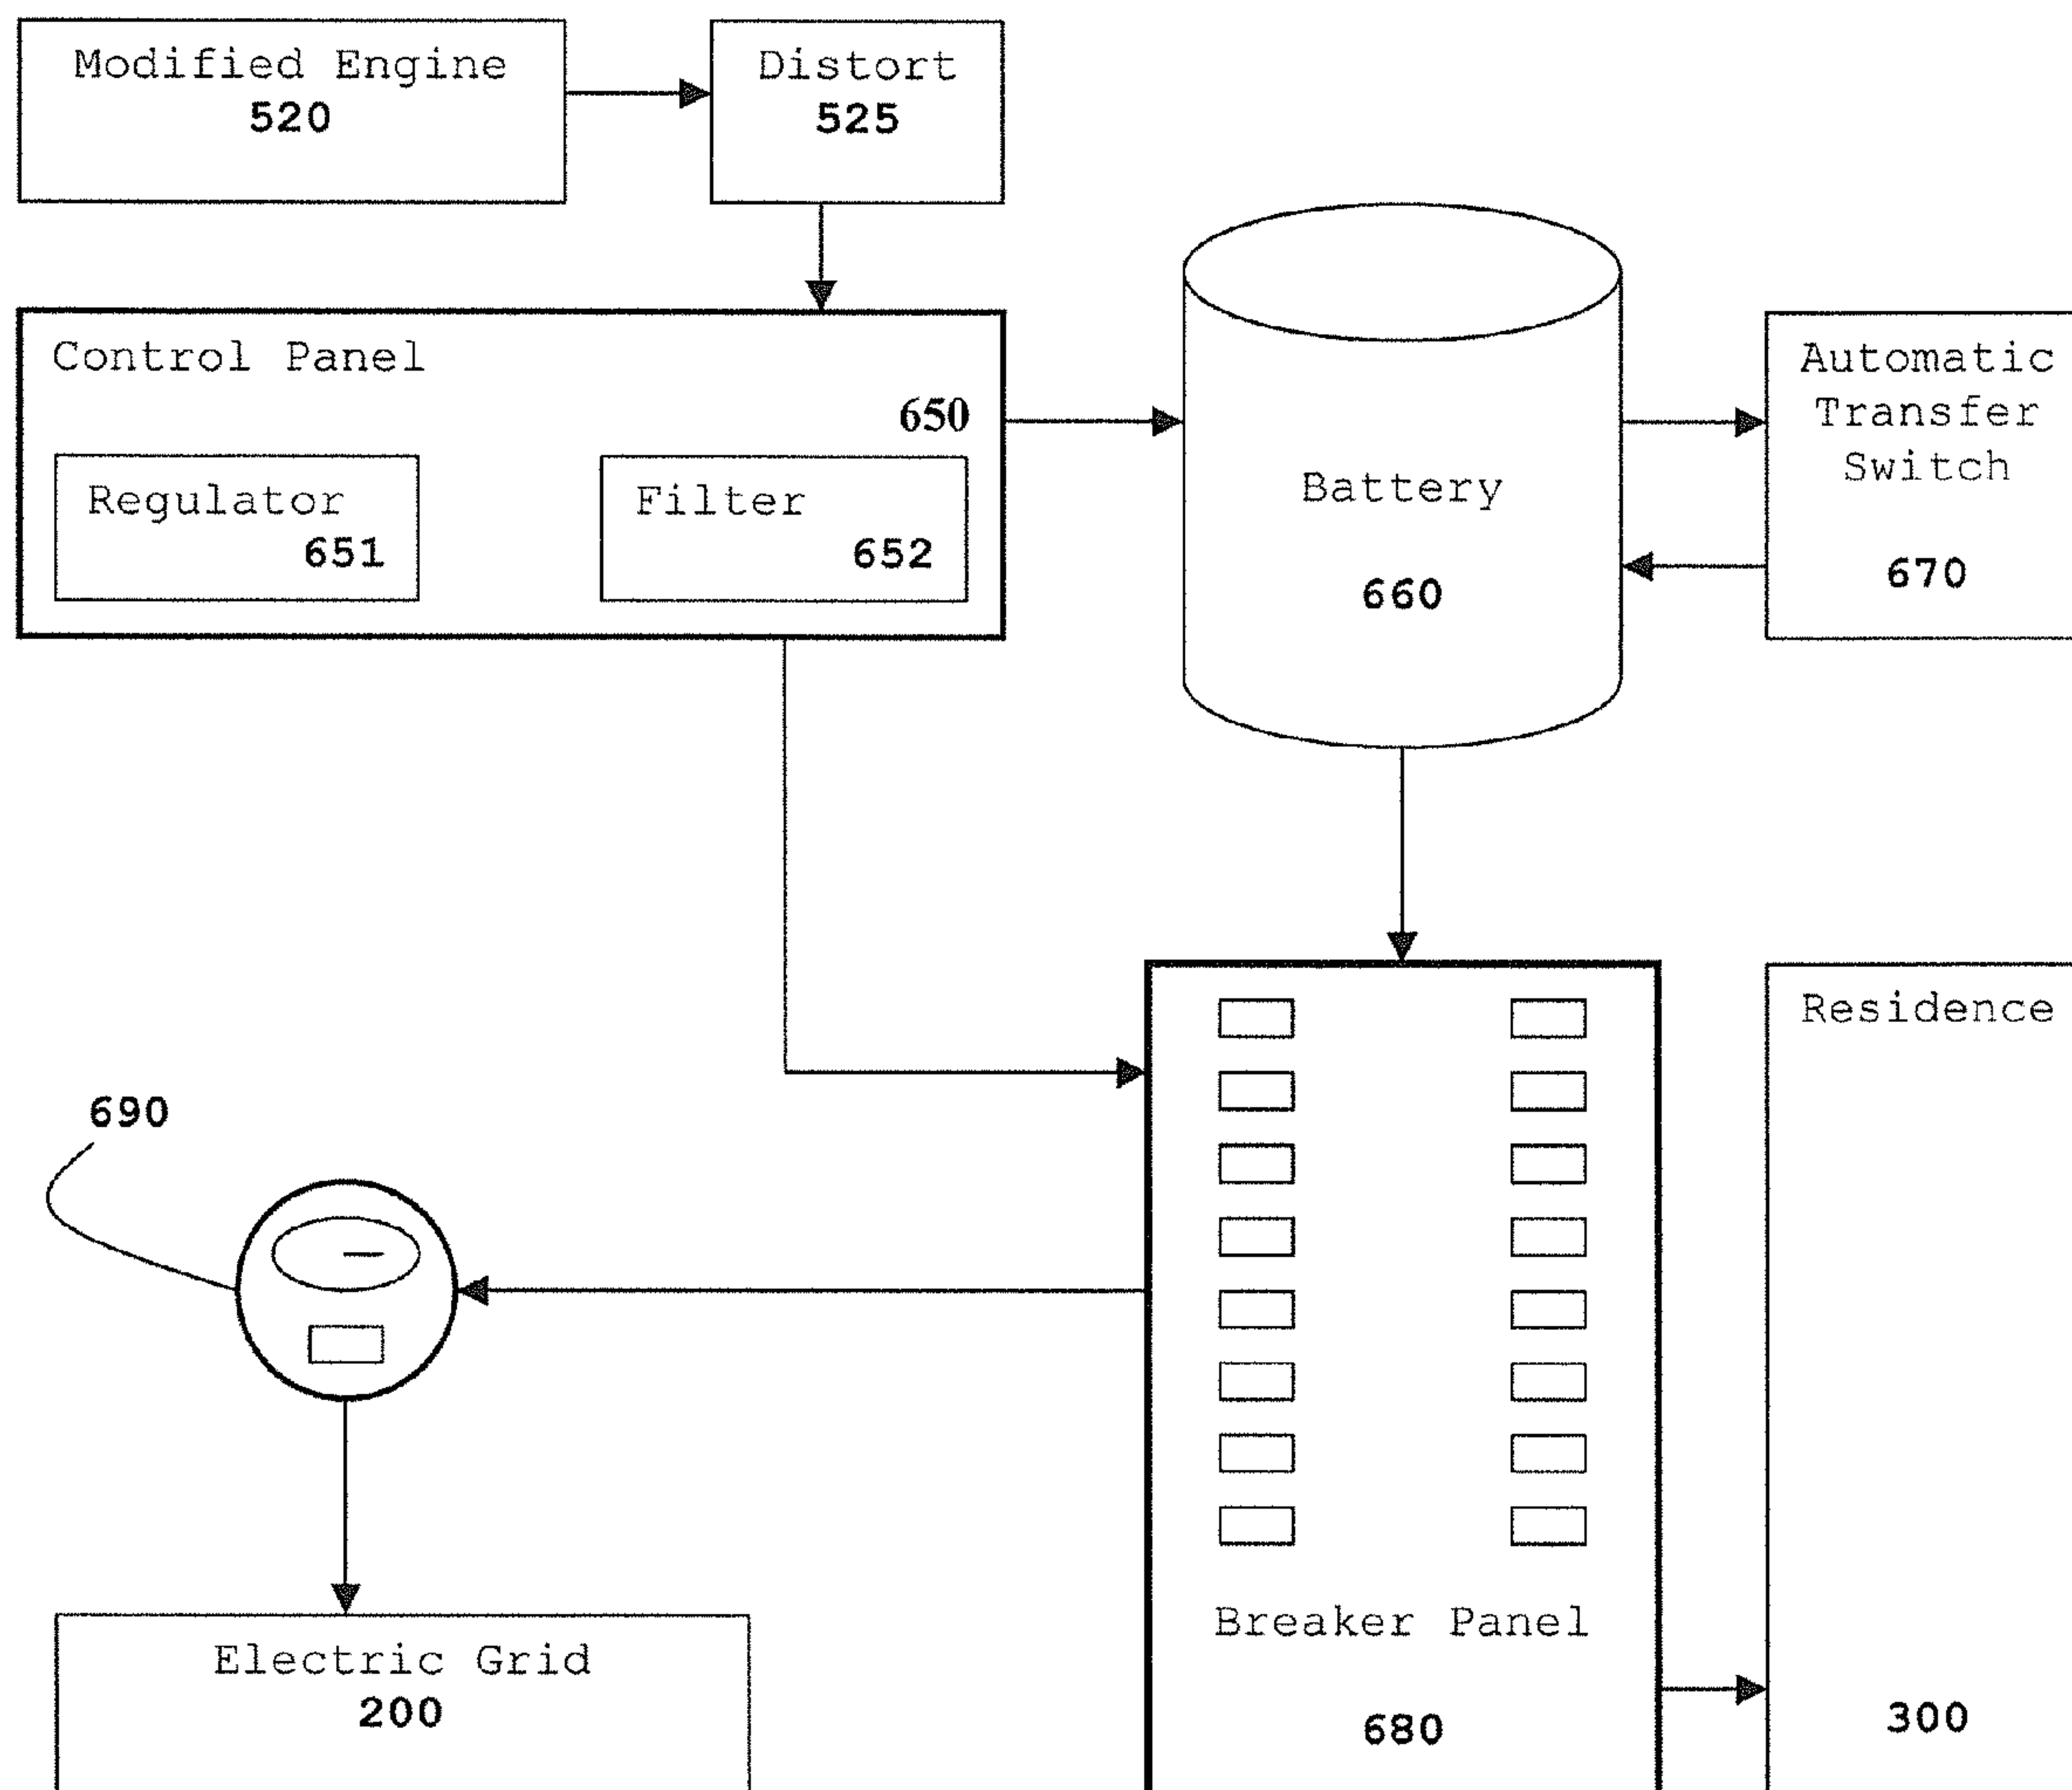 Modified Engine
520
Distort
525
Control Panel
650
Regulator
651
Filter
652
Battery
660
Automatic
Transfer
Switch
670
690
Residence
300
Breaker Panel
680
Electric Grid
200